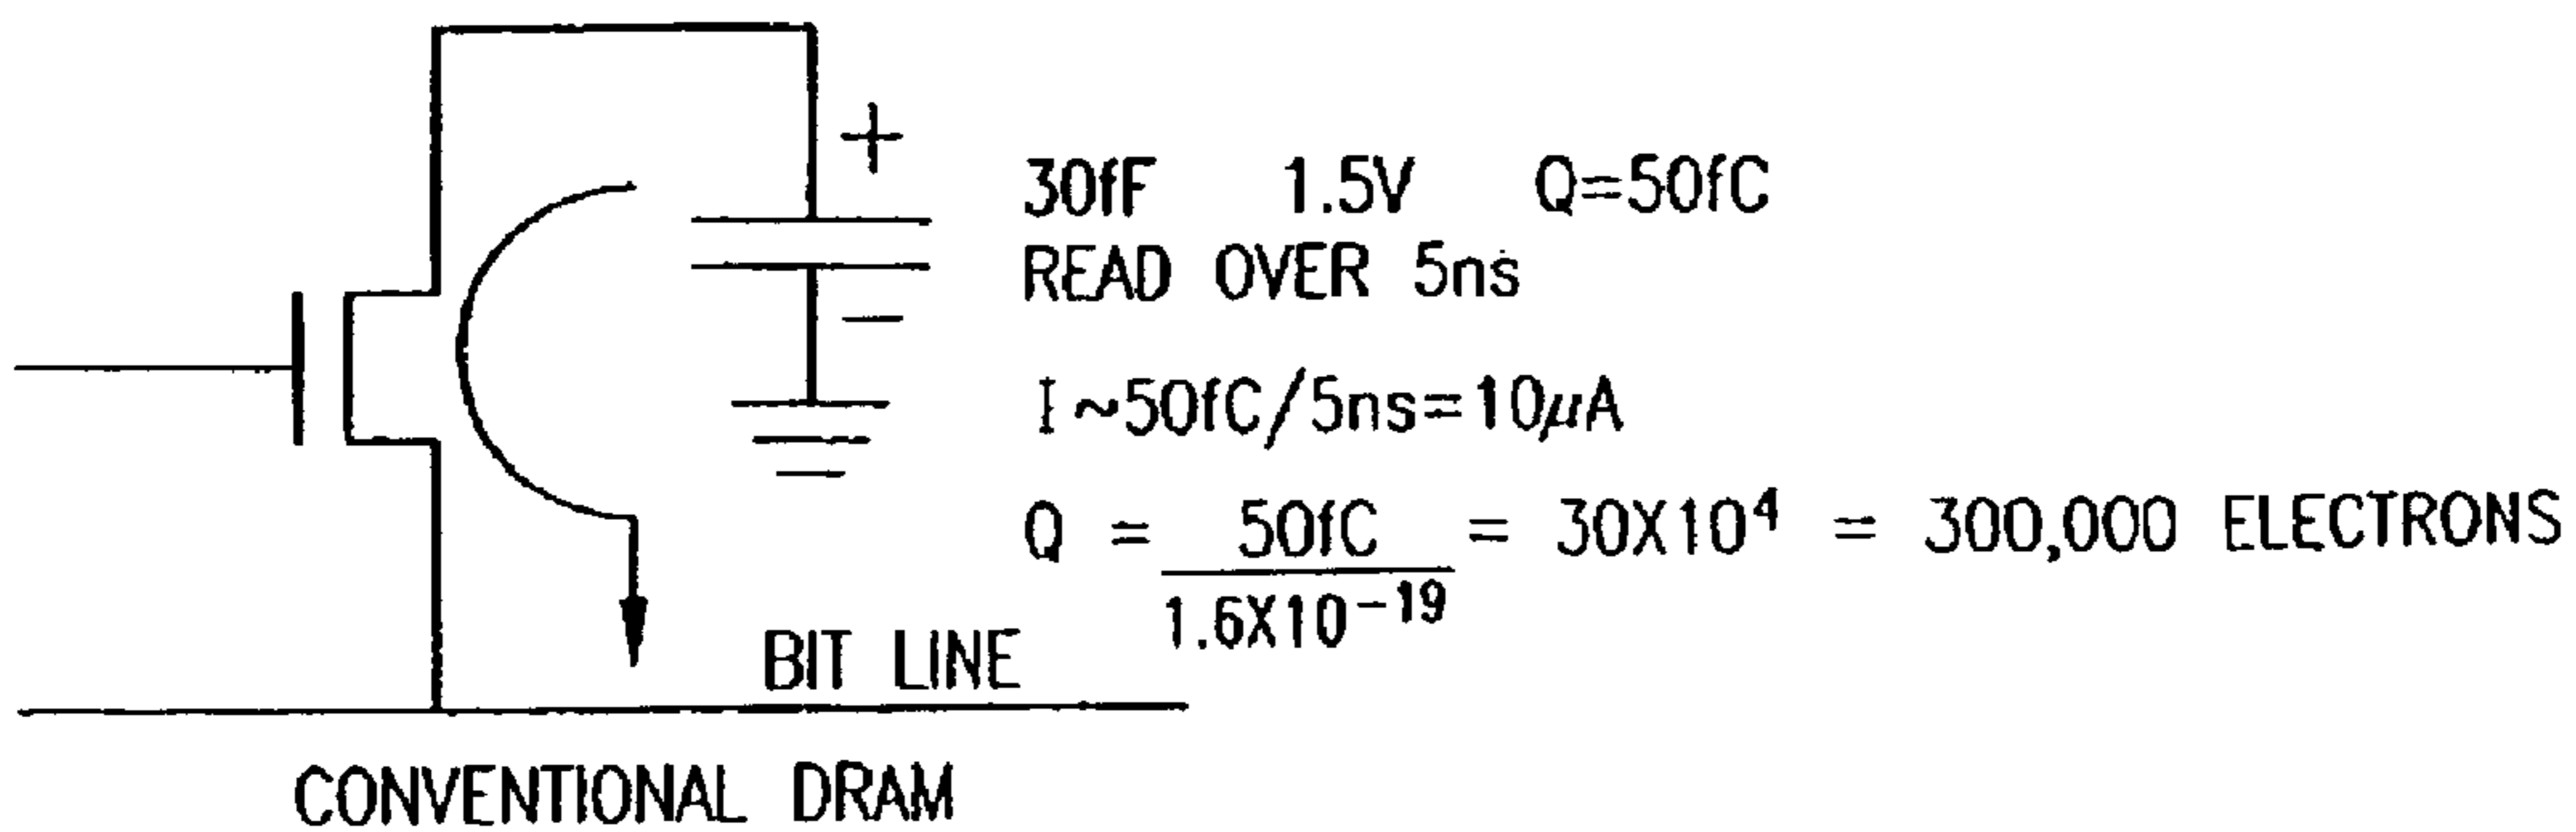 +
30fF 1.5V Q=50fC
READ OVER 5ns
−
I~50fC/5ns=10μA
Q = 50fC/1.6X10⁻¹⁹ = 30X10⁴ = 300,000 ELECTRONS
BIT LINE
CONVENTIONAL DRAM